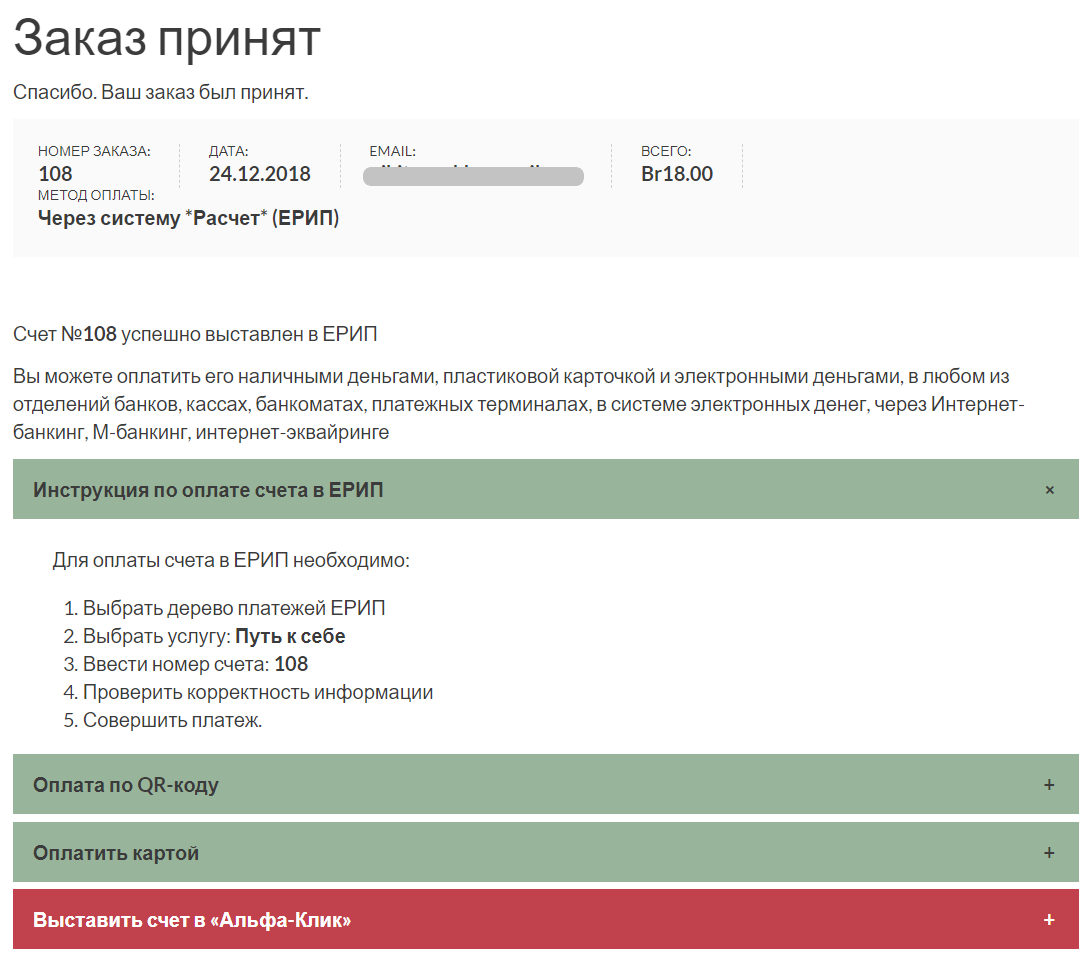 Заказ принят
Спасибо. Ваш заказ был принят.
НОМЕР ЗАКАЗА:
108
ДАТА:
24.12.2018
EMAIL:
ВСЕГО:
Br18.00
МЕТОД ОПЛАТЫ:
Через систему *Расчет* (ЕРИП)
Счет №108 успешно выставлен в ЕРИП
Вы можете оплатить его наличными деньгами, пластиковой карточкой и электронными деньгами, в любом из
отделений банков, кассах, банкоматах, платежных терминалах, в системе электронных денег, через Интернет-
банкинг, М-банкинг, интернет-эквайринге
Инструкция по оплате счета в ЕРИП ×
Для оплаты счета в ЕРИП необходимо:
1. Выбрать дерево платежей ЕРИП
2. Выбрать услугу: Путь к себе
3. Ввести номер счета: 108
4. Проверить корректность информации
5. Совершить платеж.
Оплата по QR-коду +
Оплатить картой +
Выставить счет в «Альфа-Клик» +